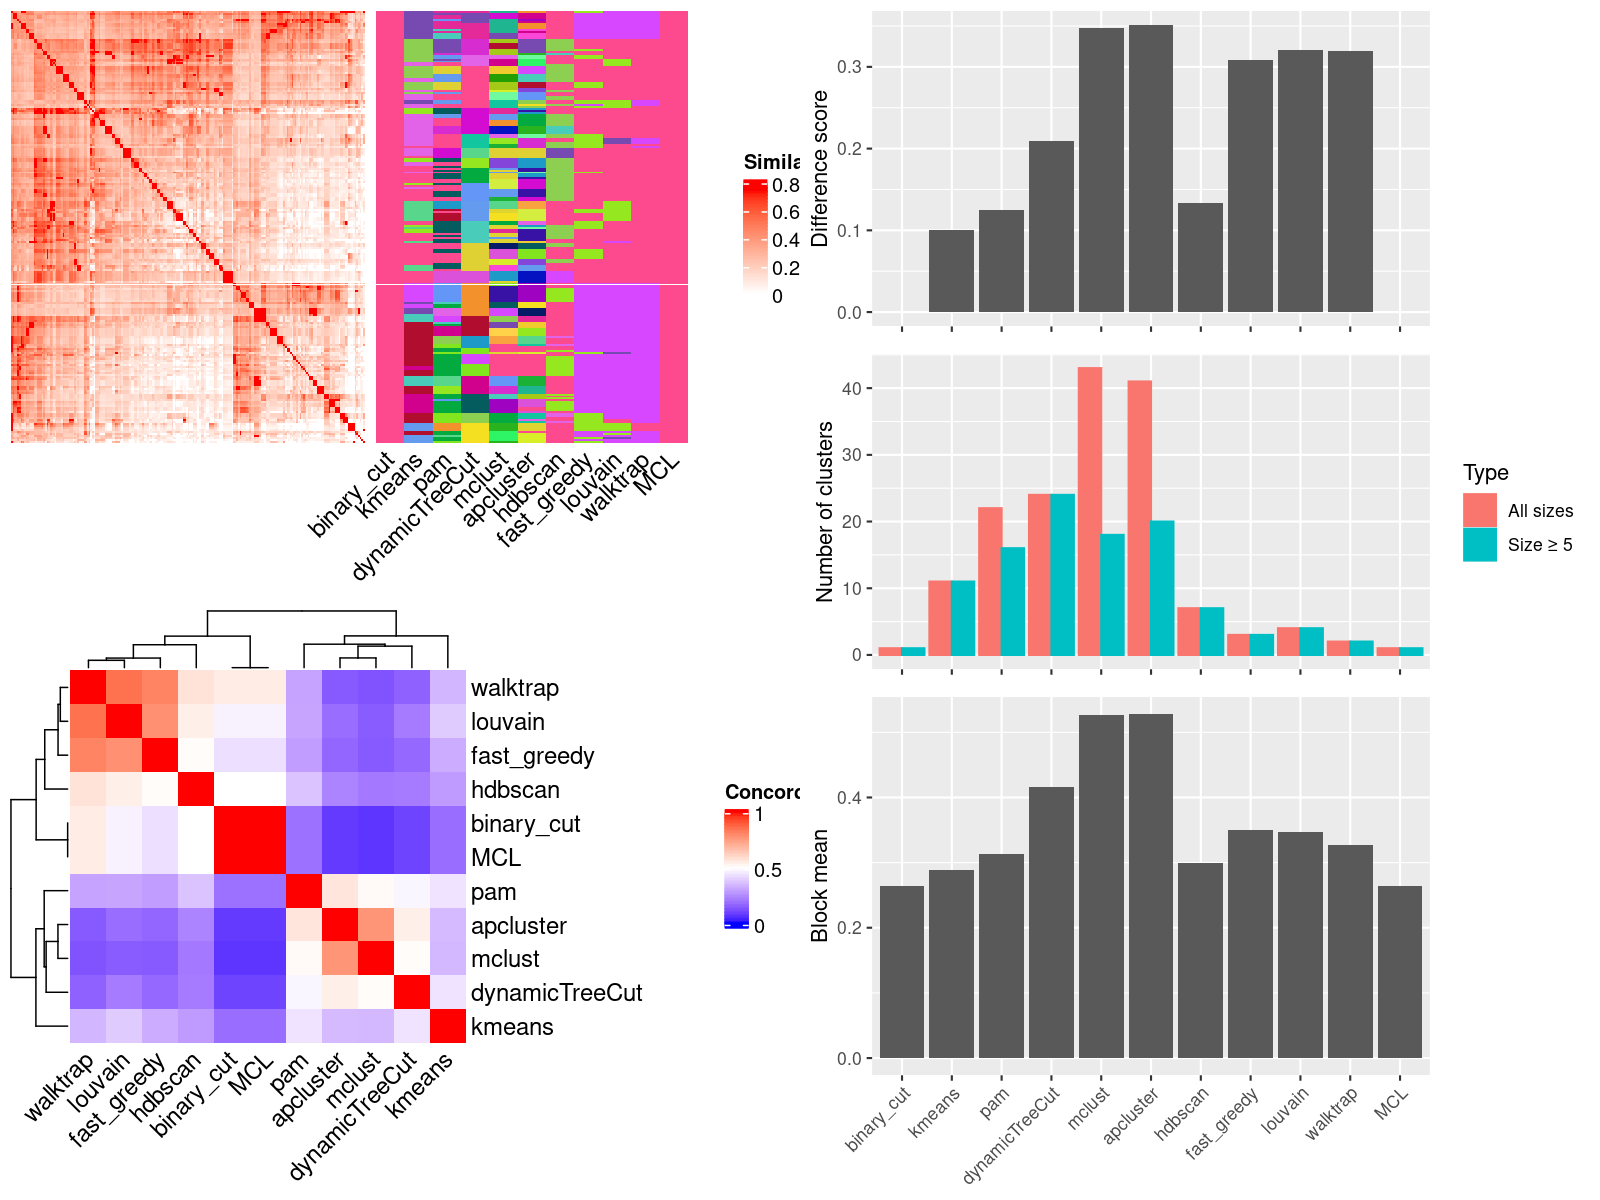 Simila
0.8
0.6
0.4
0.2
0
binary_cut
kmeans
pam
dynamicTreeCut
mclust
apcluster
hdbscan
fast_greedy
louvain
walktrap
MCL
walktrap
louvain
fast_greedy
hdbscan
binary_cut
MCL
pam
apcluster
mclust
dynamicTreeCut
kmeans
walktrap
louvain
fast_greedy
hdbscan
binary_cut
MCL
pam
apcluster
mclust
dynamicTreeCut
kmeans
Concord
1
0.5
0
Difference score
0.3
0.2
0.1
0.0
Number of clusters
40
30
20
10
0
Type
All sizes
Size ≥ 5
Block mean
0.4
0.2
0.0
binary_cut
kmeans
pam
dynamicTreeCut
mclust
apcluster
hdbscan
fast_greedy
louvain
walktrap
MCL